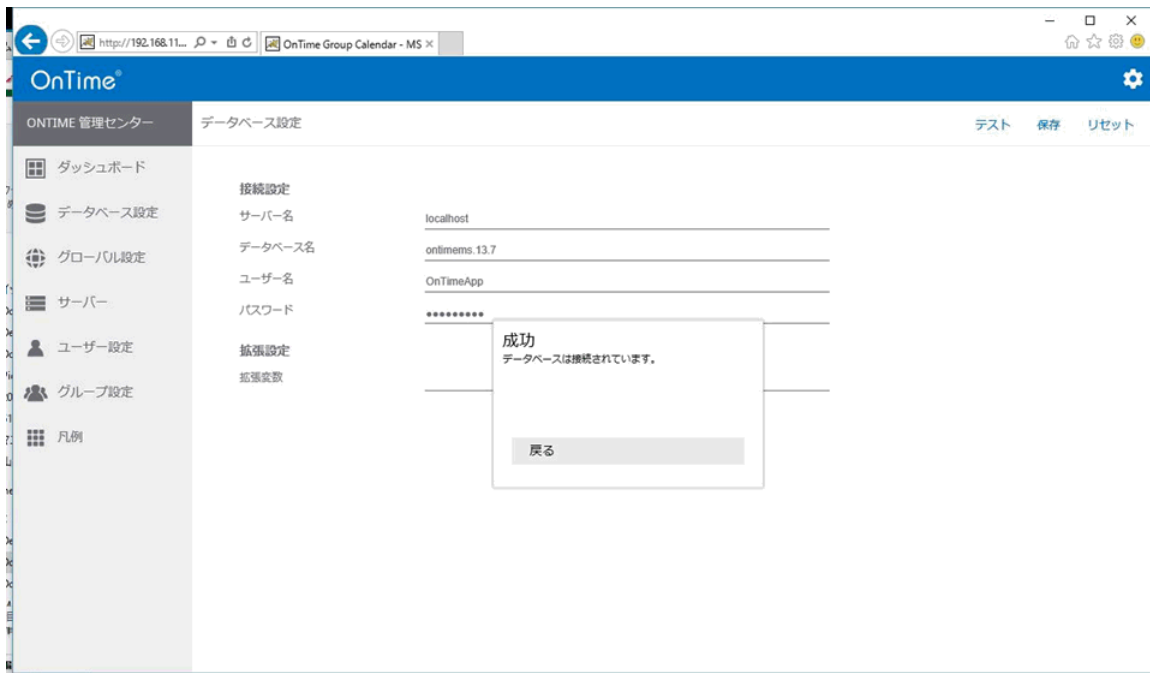 http://192.168.11...
OnTime Group Calendar - MS
OnTime®
ONTIME 管理センター
データベース設定
テスト
保存
リセット
ダッシュボード
データベース設定
グローバル設定
サーバー
ユーザー設定
グループ設定
凡例
接続設定
サーバー名
localhost
データベース名
ontimems.13.7
ユーザー名
OnTimeApp
パスワード
•••••••••
拡張設定
拡張変数
成功
データベースは接続されています。
戻る